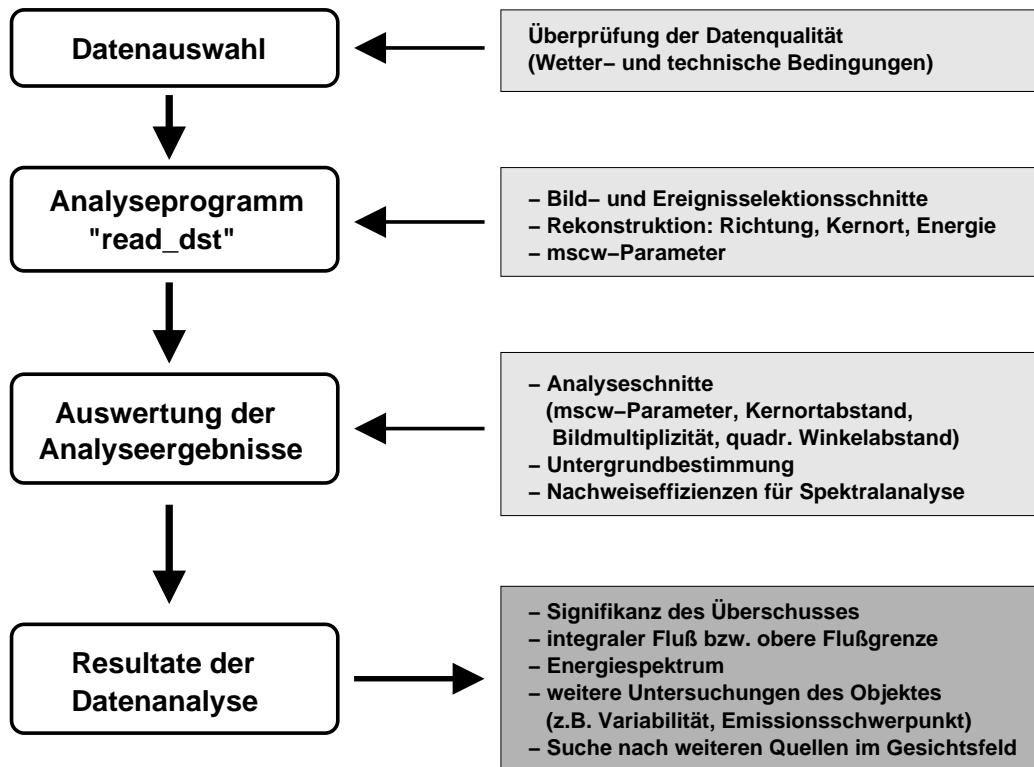 Datenauswahl
Überprüfung der Datenqualität
(Wetter− und technische Bedingungen)
Analyseprogramm
"read_dst"
− Bild− und Ereignisselektionsschnitte
− Rekonstruktion: Richtung, Kernort, Energie
− mscw−Parameter
Auswertung der
Analyseergebnisse
− Analyseschnitte
(mscw−Parameter, Kernortabstand,
Bildmultiplizität, quadr. Winkelabstand)
− Untergrundbestimmung
− Nachweiseffizienzen für Spektralanalyse
Resultate der
Datenanalyse
− Signifikanz des Überschusses
− integraler Fluß bzw. obere Flußgrenze
− Energiespektrum
− weitere Untersuchungen des Objektes
(z.B. Variabilität, Emissionsschwerpunkt)
− Suche nach weiteren Quellen im Gesichtsfeld